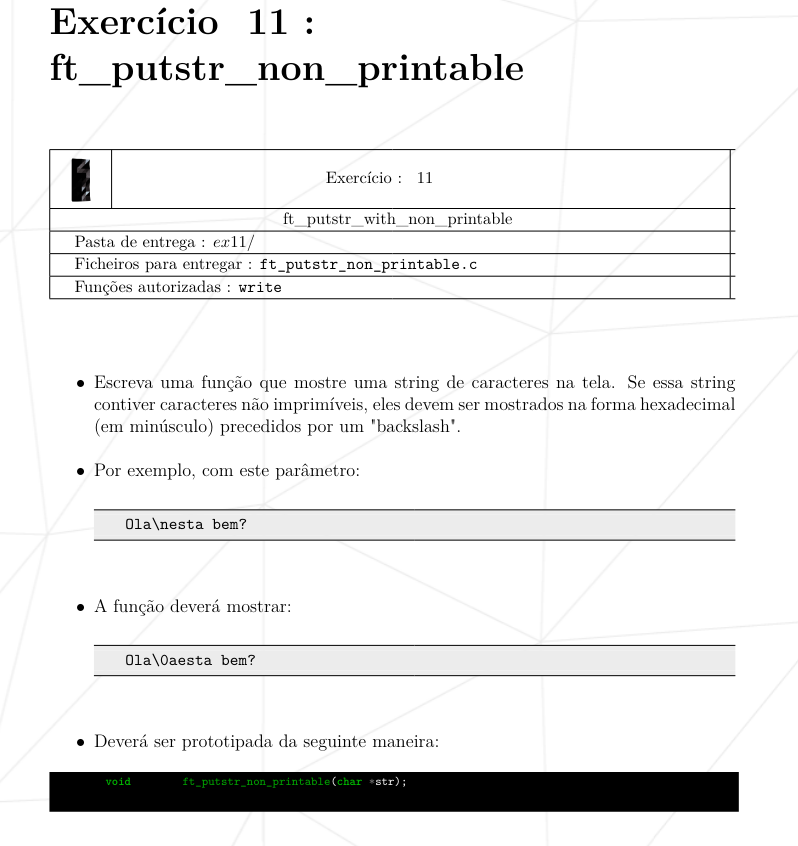 Exercício 11 :
ft_putstr_non_printable
Exercício : 11
ft_putstr_with_non_printable
Pasta de entrega : ex11/
Ficheiros para entregar : ft_putstr_non_printable.c
Funções autorizadas : write
• Escreva uma função que mostre uma string de caracteres na tela. Se essa string
contiver caracteres não imprimíveis, eles devem ser mostrados na forma hexadecimal
(em minúsculo) precedidos por um "backslash".
• Por exemplo, com este parâmetro:
Ola\nesta bem?
• A função deverá mostrar:
Ola\0aesta bem?
• Deverá ser prototipada da seguinte maneira:
void ft_putstr_non_printable(char *str);